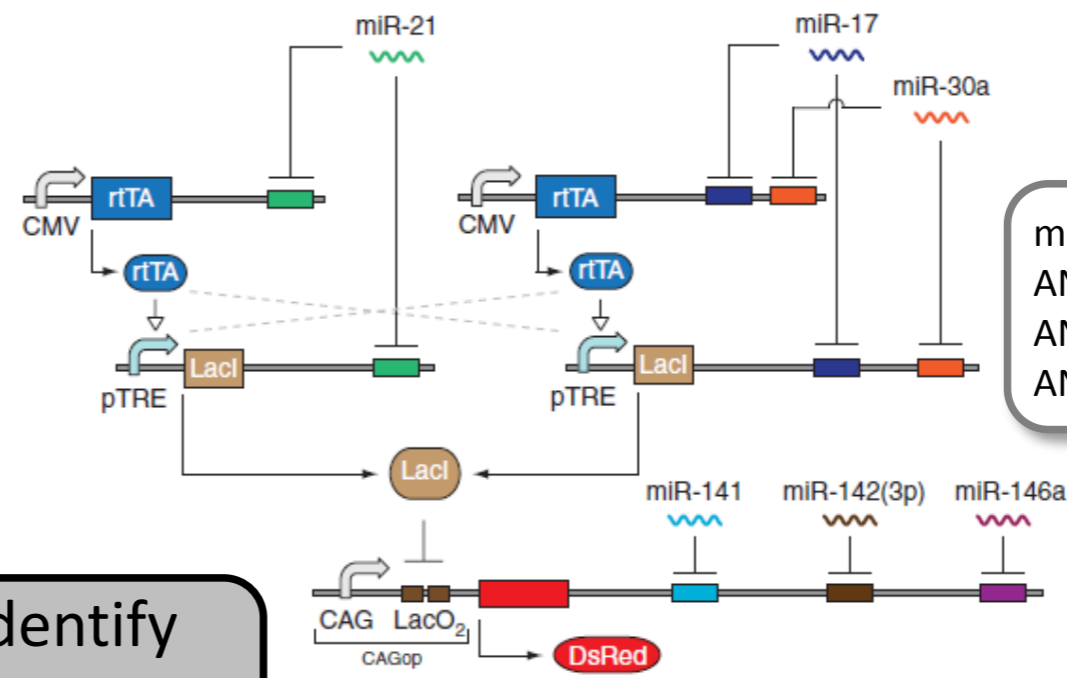 miR-21
miR-17
miR-30a
rtTA
CMV
rtTA
CMV
rtTA
rtTA
LacI
pTRE
LacI
pTRE
LacI
miR-141
miR-142(3p)
miR-146a
CAG
LacO2
CAGop
DsRed